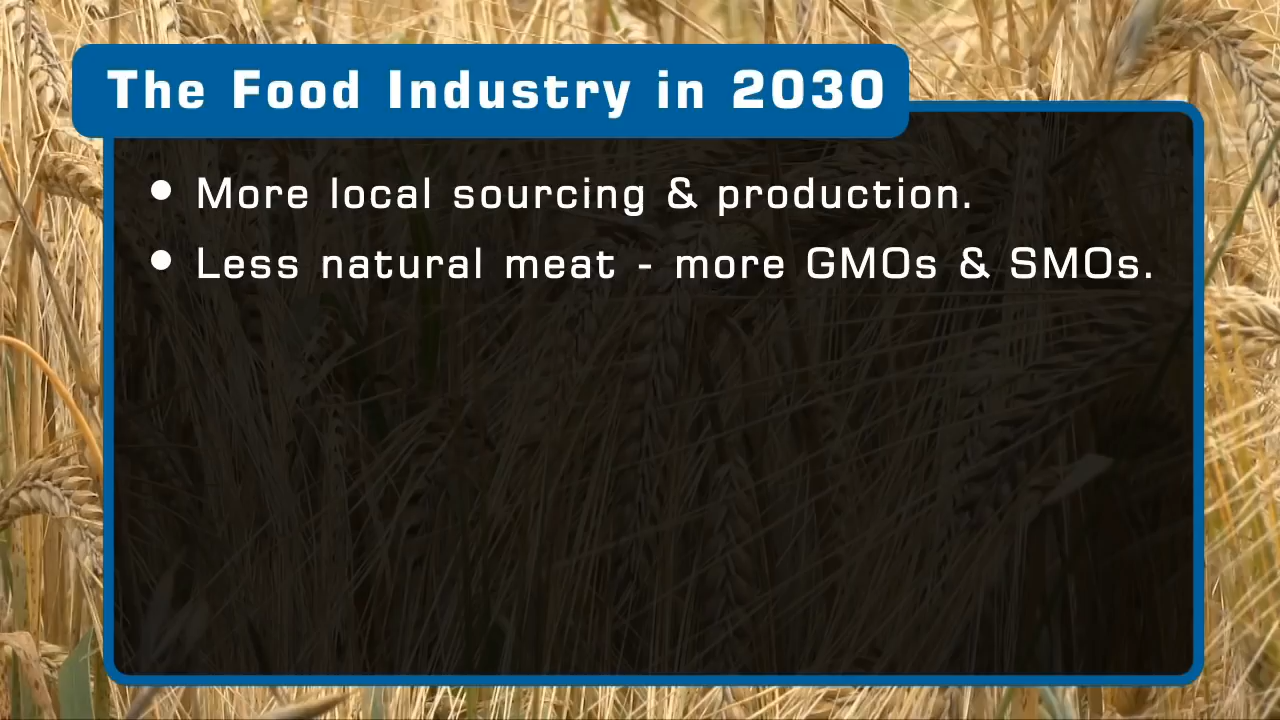 The Food Industry in 2030
• More local sourcing & production.
• Less natural meat - more GMOs & SMOs.